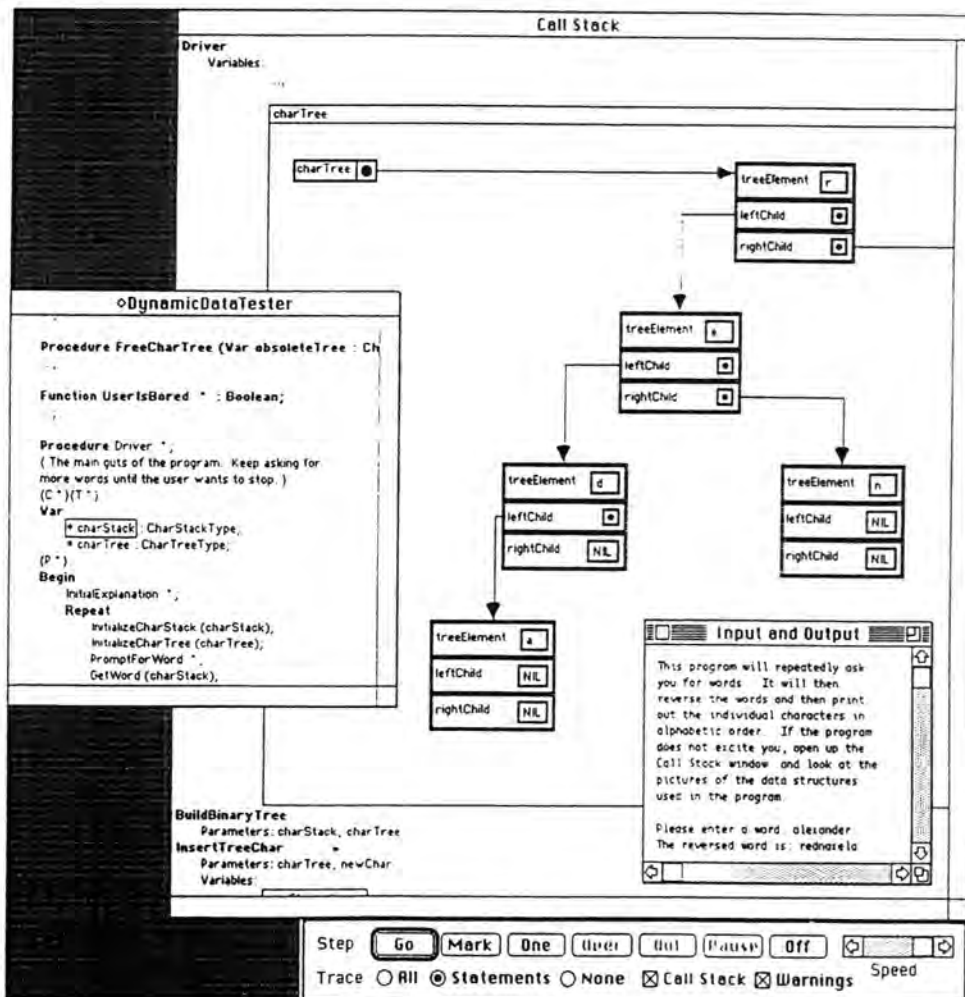 Call Stack
Driver
Variables:
...
charTree
charTree
treeElement r
leftChild
rightChild
treeElement e
leftChild
rightChild
treeElement d
leftChild
rightChild NIL
treeElement n
leftChild NIL
rightChild NIL
treeElement a
leftChild NIL
rightChild NIL
◇DynamicDataTester
Procedure FreeCharTree (Var obsoleteTree : Ch
Function UserIsBored * : Boolean;
Procedure Driver *;
{ The main guts of the program. Keep asking for
more words until the user wants to stop. }
{C *}{T *}
Var
* charStack : CharStackType;
* charTree : CharTreeType;
{P *}
Begin
InitialExplanation *;
Repeat
InitializeCharStack (charStack);
InitializeCharTree (charTree);
PromptForWord *;
GetWord (charStack);
Input and Output
This program will repeatedly ask
you for words. It will then
reverse the words and then print
out the individual characters in
alphabetic order. If the program
does not excite you, open up the
Call Stack window and look at the
pictures of the data structures
used in the program.
Please enter a word. alexander
The reversed word is: rednaxela
BuildBinaryTree
Parameters: charStack, charTree
InsertTreeChar
Parameters: charTree, newChar
Variables:
Step Go Mark One Over Out Pause Off
Trace All Statements None Call Stack Warnings
Speed